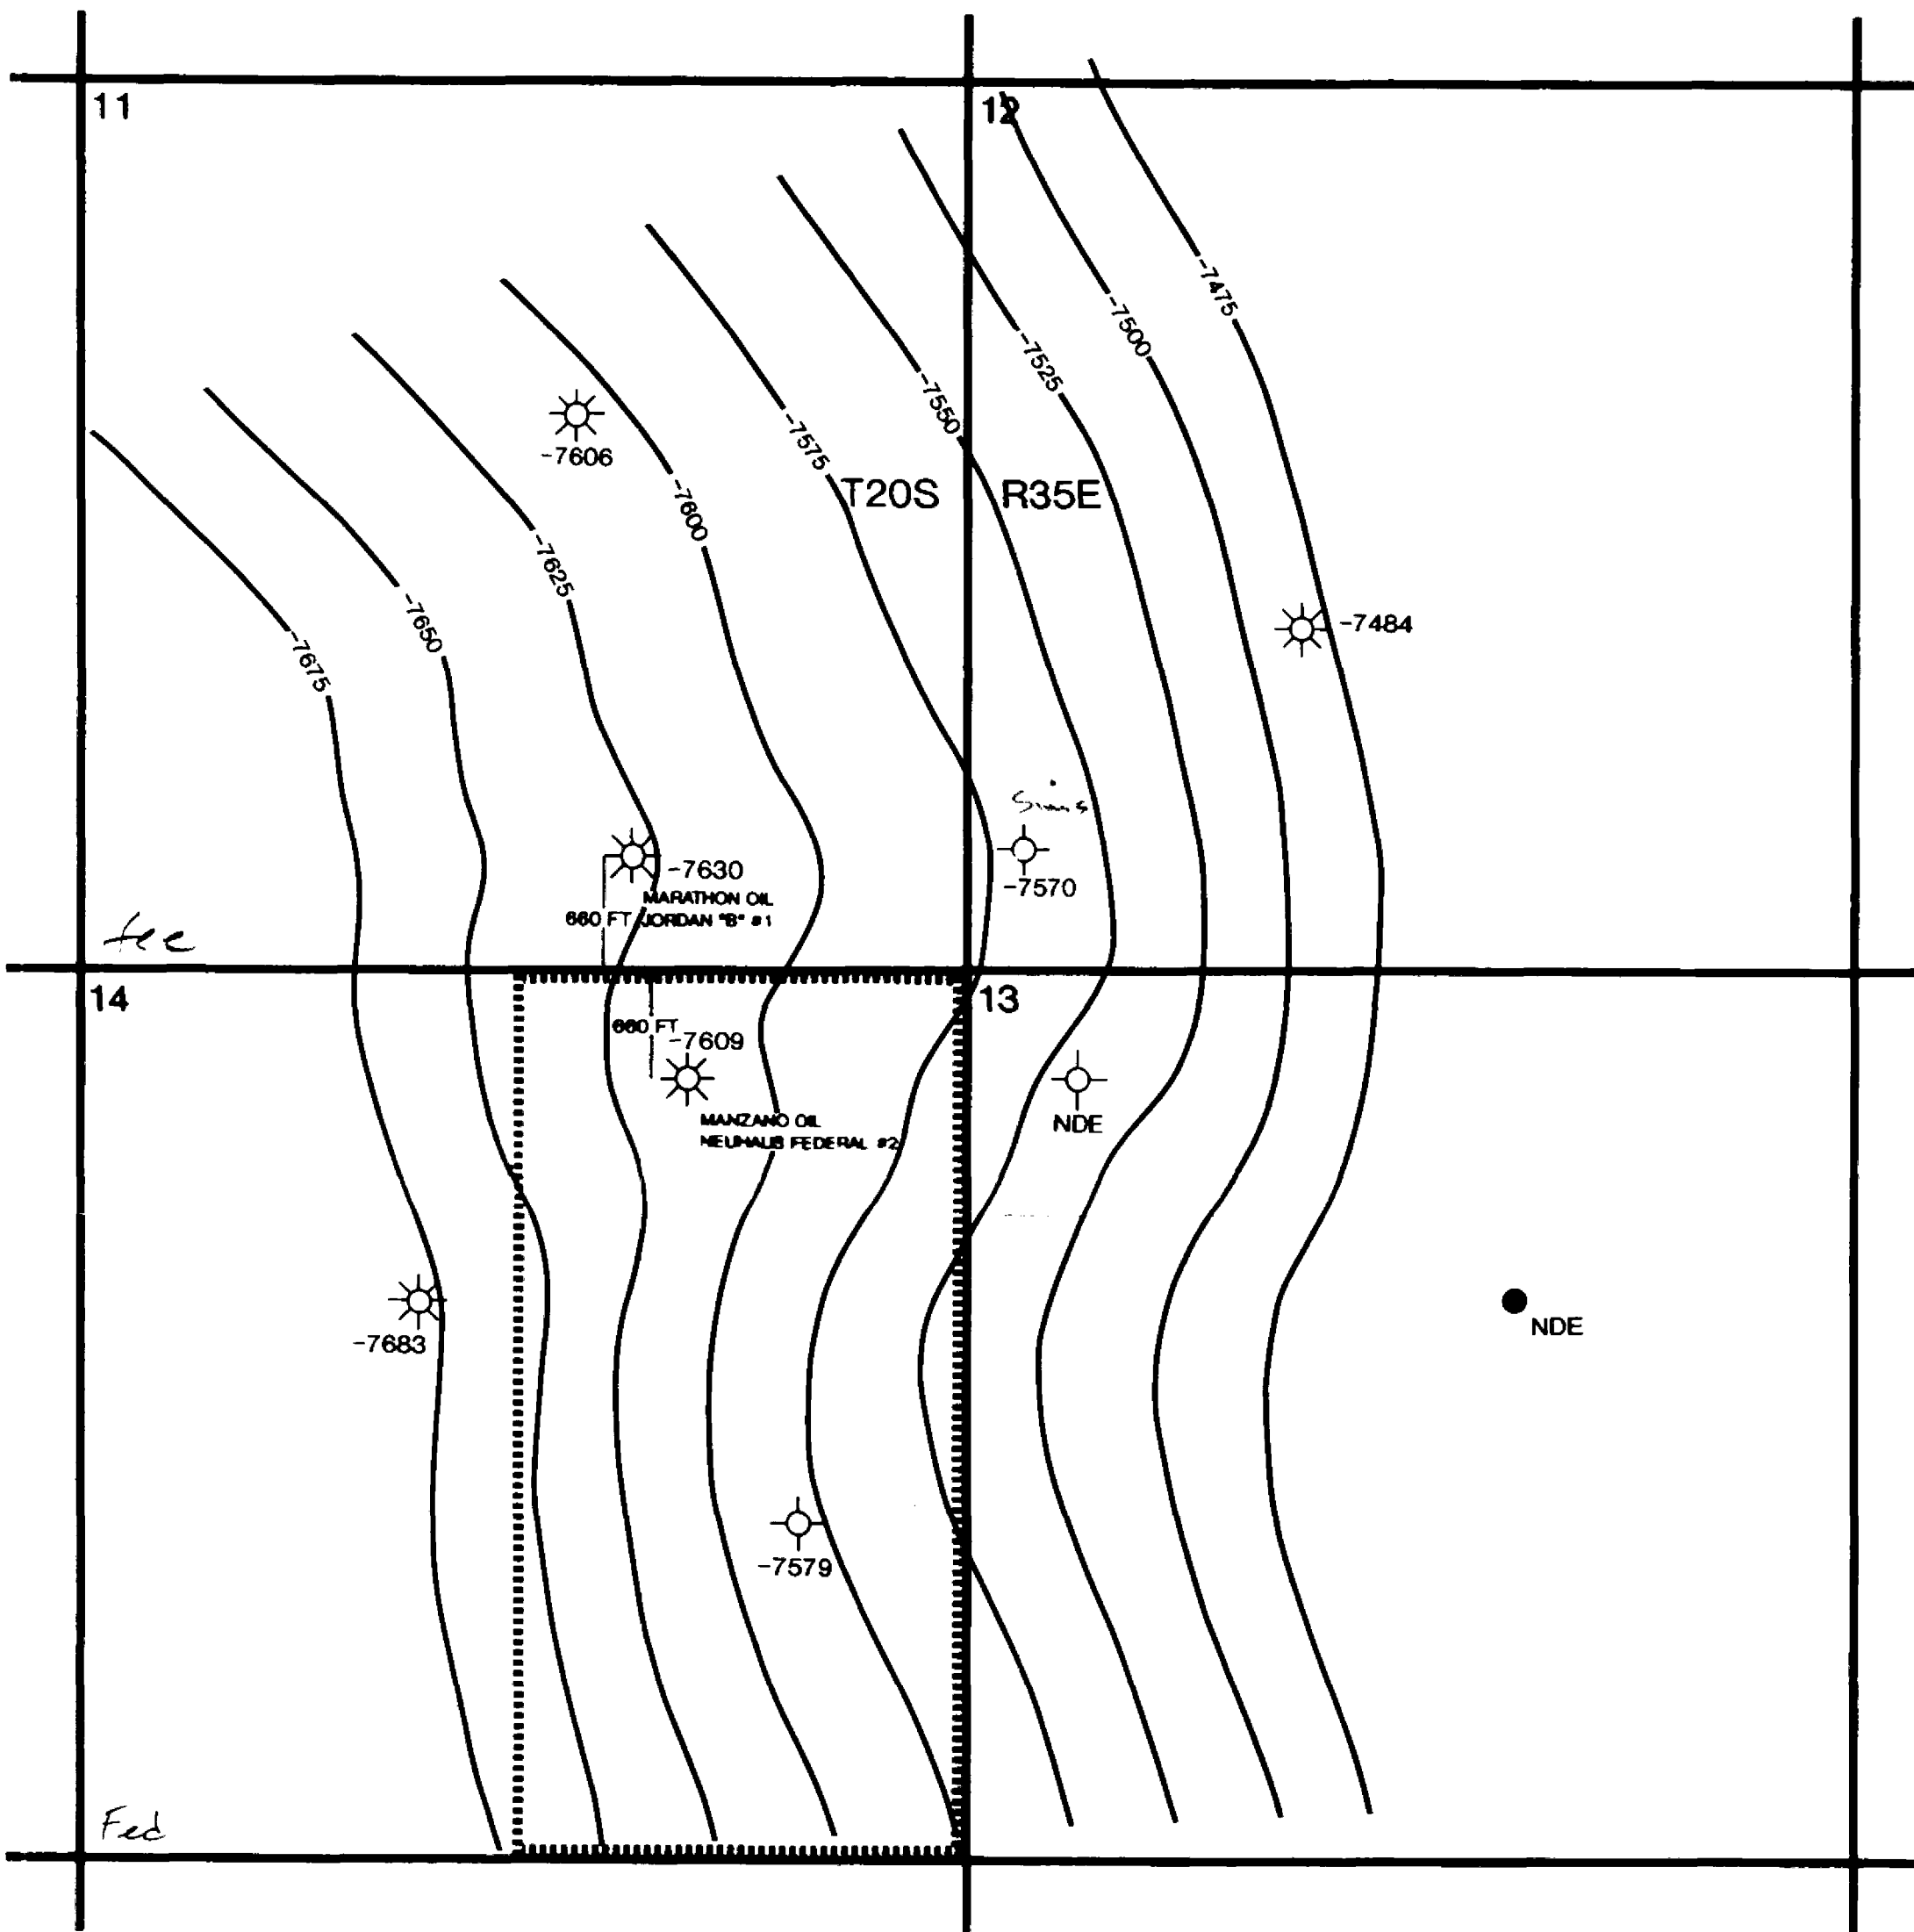 11
12
-7475
-7500
-7525
-7550
-7575
-7606
T20S R35E
-7600
-7625
-7650
-7484
-7675
Sims
-7630
-7570
MARATHON OIL
660 FT JORDAN "B" #1
fee
14
13
660 FT
-7609
MANZANO OIL
NEUHAUS FEDERAL #2
NDE
-7683
NDE
-7579
Fed